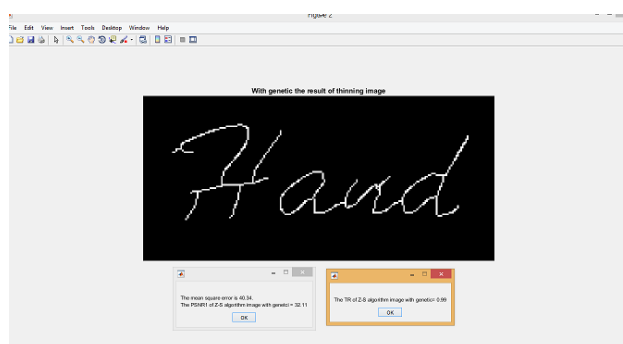 Figure 2
File Edit View Insert Tools Desktop Window Help
With genetic the result of thinning image
Hand
The mean square error is 40.34.
The PSNR1 of Z-S algorithm image with genetic = 32.11
OK
The TR of Z-S algorithm image with genetic= 0.99
OK